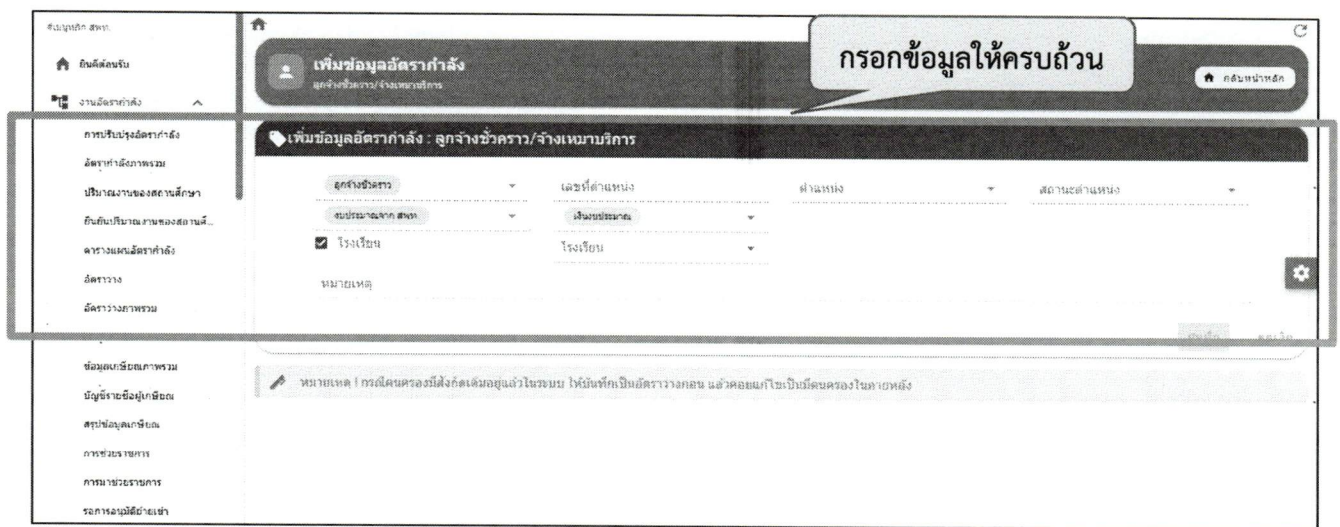 ซับเมนูหลัก สพท.
ยินดีต้อนรับ
งานอัตรากำลัง
การปรับปรุงอัตรากำลัง
อัตรากำลังภาพรวม
ปริมาณงานของสถานศึกษา
ยืนยันปริมาณงานของสถานศึ...
ตารางแผนอัตรากำลัง
อัตราว่าง
อัตราว่างภาพรวม
ข้อมูลเกษียณภาพรวม
บัญชีรายชื่อผู้เกษียณ
สรุปข้อมูลเกษียณ
การช่วยราชการ
การมาช่วยราชการ
รอการอนุมัติย้ายเข้า
เพิ่มข้อมูลอัตรากำลัง
ลูกจ้างชั่วคราว/จ้างเหมาบริการ
กรอกข้อมูลให้ครบถ้วน
กลับหน้าหลัก
เพิ่มข้อมูลอัตรากำลัง : ลูกจ้างชั่วคราว/จ้างเหมาบริการ
ลูกจ้างชั่วคราว เลขที่ตำแหน่ง ตำแหน่ง สถานะตำแหน่ง
งบประมาณจาก สพฐ. เงินงบประมาณ
โรงเรียน โรงเรียน
หมายเหตุ
บันทึก ยกเลิก
หมายเหตุ ! กรณีคนครองมีสังกัดเดิมอยู่แล้วในระบบ ให้บันทึกเป็นอัตราว่างก่อน แล้วค่อยแก้ไขเป็นมีคนครองในภายหลัง